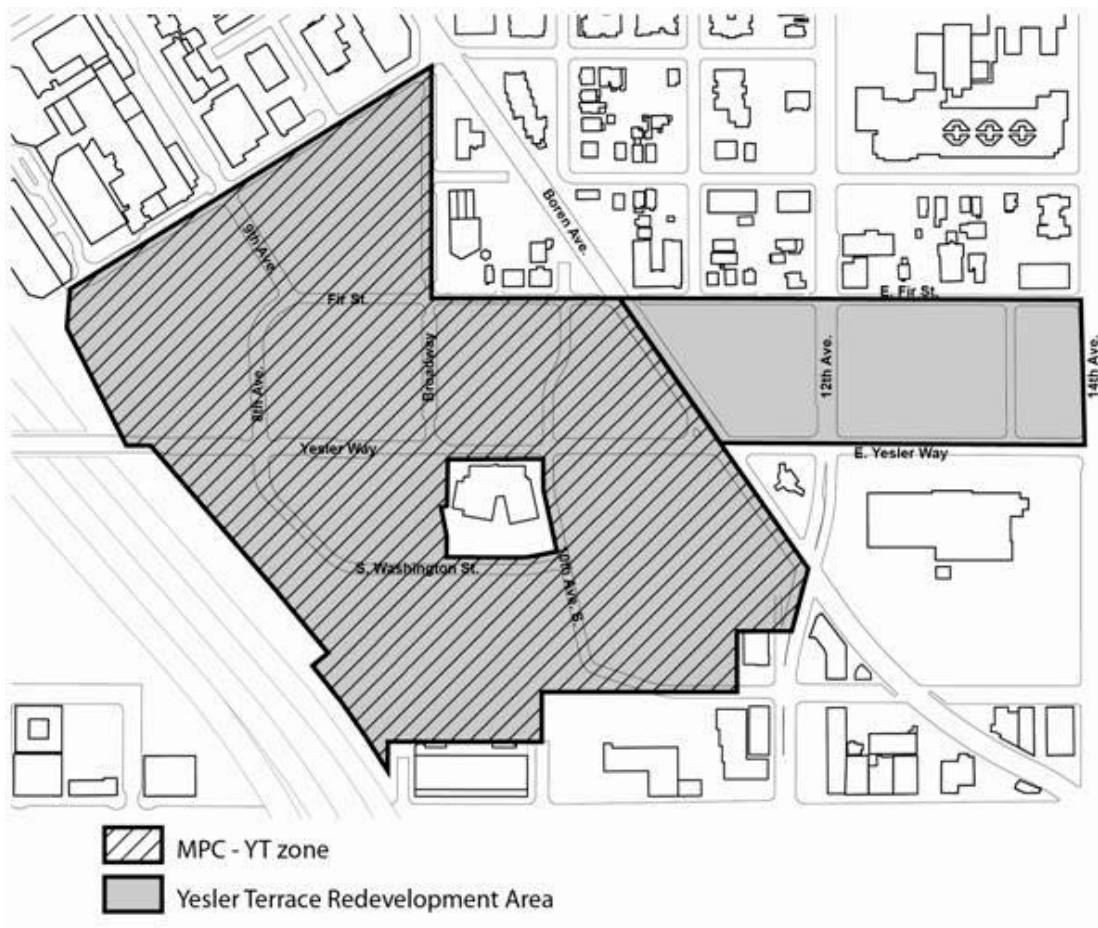 Boren Ave.
9th Ave.
Fir St.
E. Fir St.
8th Ave.
Broadway
12th Ave.
14th Ave.
Yesler Way
E. Yesler Way
S. Washington St.
10th Ave. S.
MPC - YT zone
Yesler Terrace Redevelopment Area